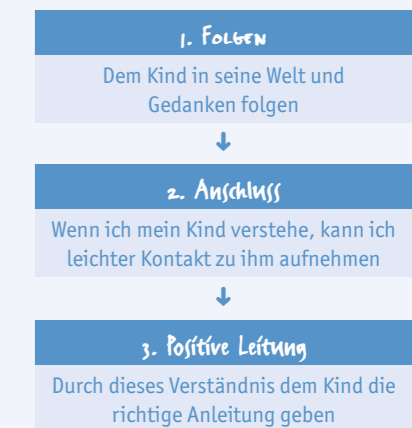 1. Folgen
Dem Kind in seine Welt und
Gedanken folgen
2. Anschluss
Wenn ich mein Kind verstehe, kann ich
leichter Kontakt zu ihm aufnehmen
3. Positive Leitung
Durch dieses Verständnis dem Kind die
richtige Anleitung geben